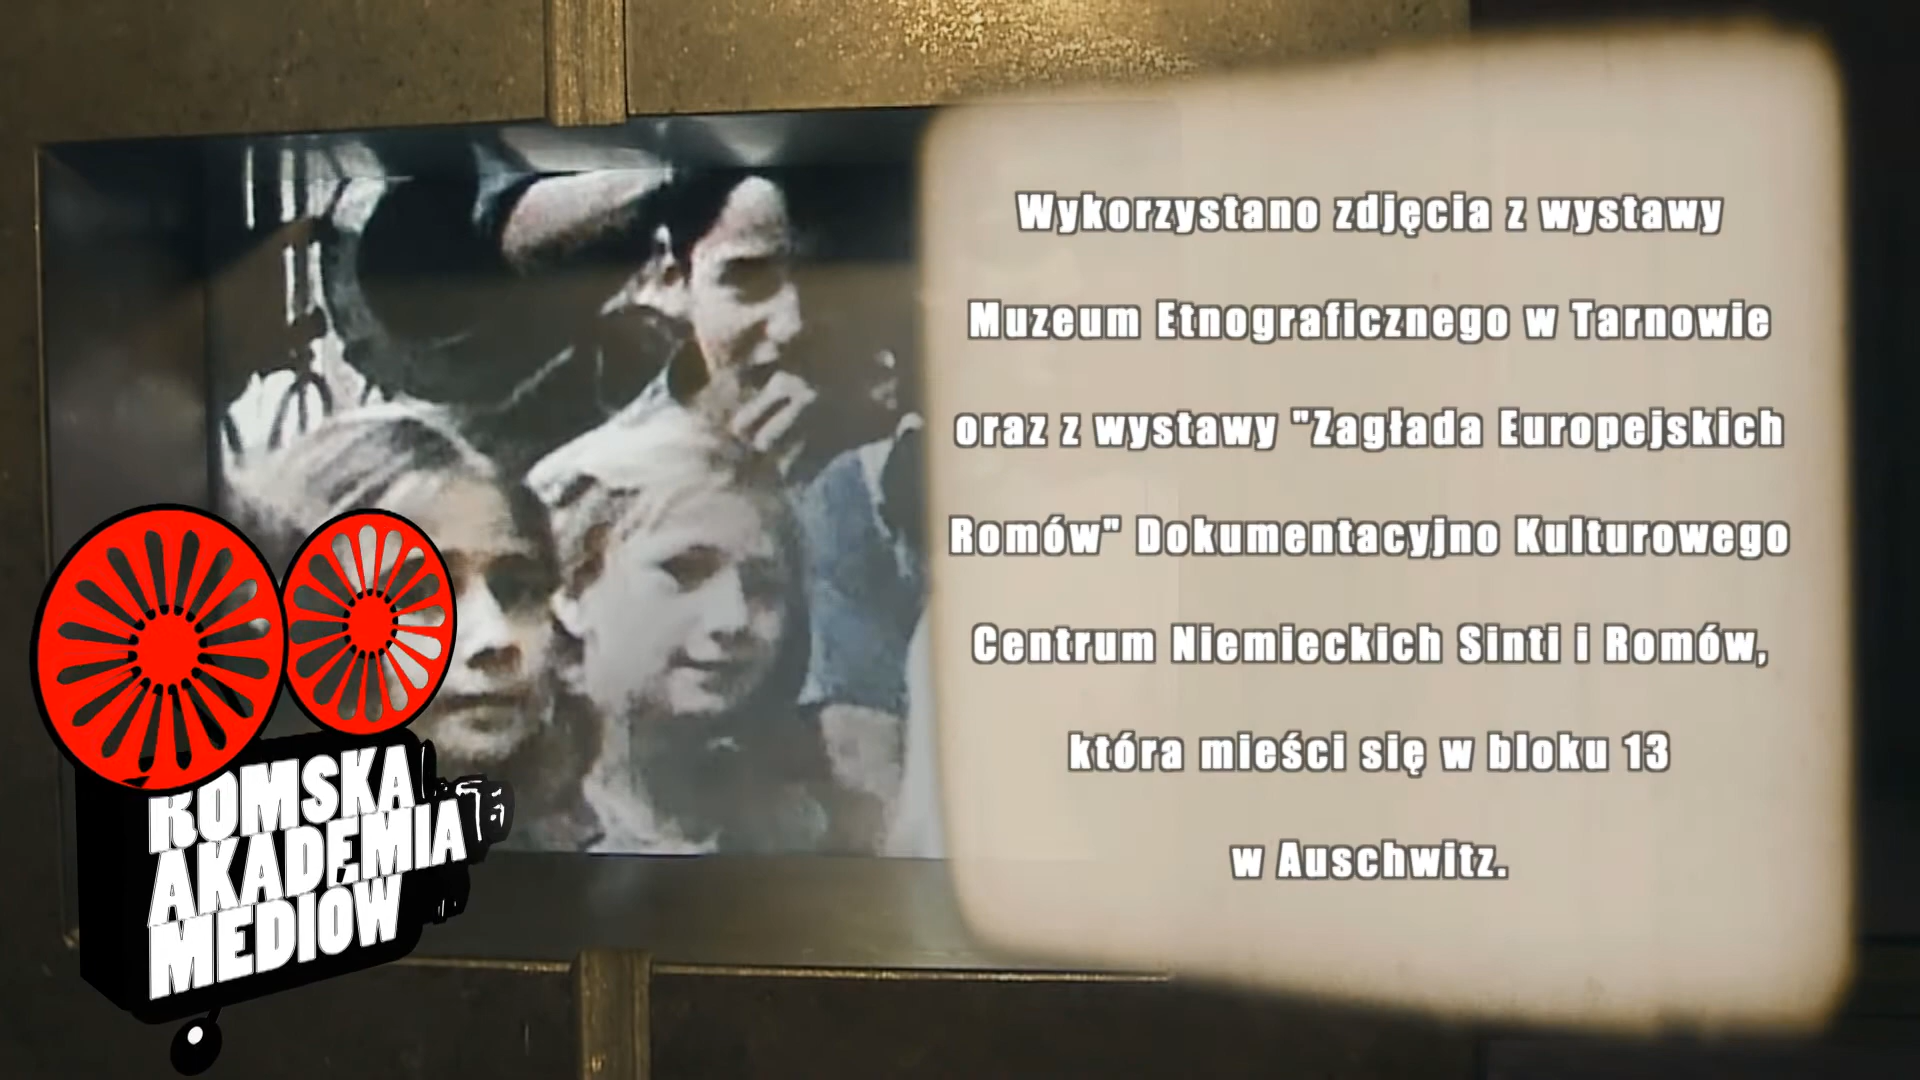 Wykorzystano zdjęcia z wystawy
Muzeum Etnograficznego w Tarnowie
oraz z wystawy "Zagłada Europejskich
Romów" Dokumentacyjno Kulturowego
Centrum Niemieckich Sinti i Romów,
która mieści się w bloku 13
w Auschwitz.
ROMSKA
AKADEMIA
MEDIÓW